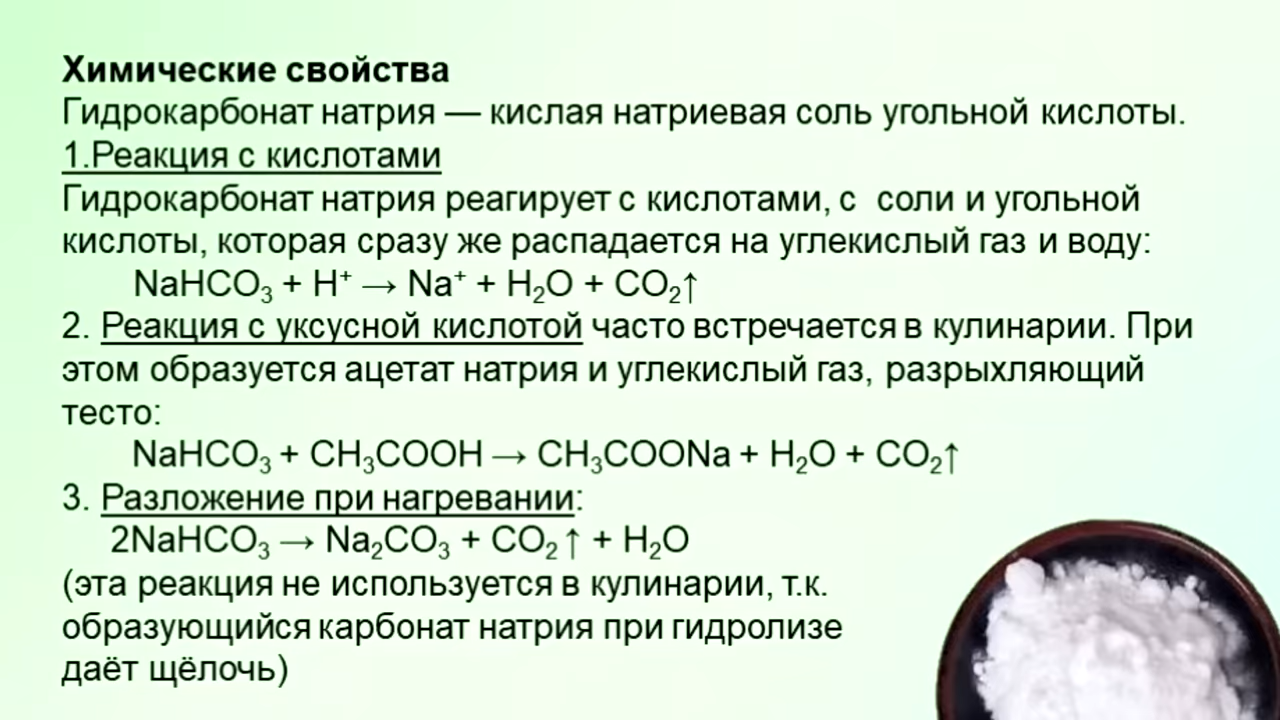 Химические свойства
Гидрокарбонат натрия — кислая натриевая соль угольной кислоты.
1.Реакция с кислотами
Гидрокарбонат натрия реагирует с кислотами, с  соли и угольной
кислоты, которая сразу же распадается на углекислый газ и воду:
NaHCO₃ + H⁺ → Na⁺ + H₂O + CO₂↑
2. Реакция с уксусной кислотой часто встречается в кулинарии. При
этом образуется ацетат натрия и углекислый газ, разрыхляющий
тесто:
NaHCO₃ + CH₃COOH → CH₃COONa + H₂O + CO₂↑
3. Разложение при нагревании:
2NaHCO₃ → Na₂CO₃ + CO₂ ↑ + H₂O
(эта реакция не используется в кулинарии, т.к.
образующийся карбонат натрия при гидролизе
даёт щёлочь)